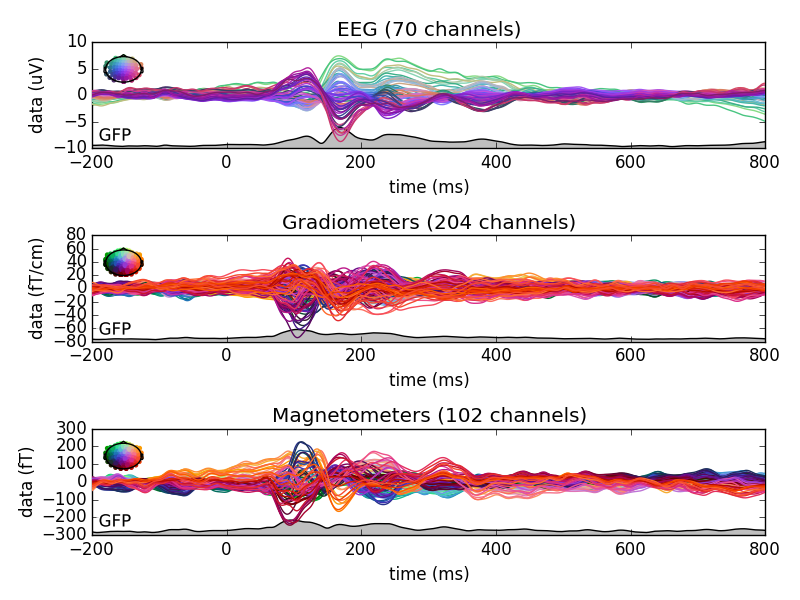 EEG (70 channels)
10
5
0
−5
−10
data (uV)
GFP
−200 0 200 400 600 800
time (ms)
Gradiometers (204 channels)
80
60
40
20
0
−20
−40
−60
−80
data (fT/cm)
GFP
−200 0 200 400 600 800
time (ms)
Magnetometers (102 channels)
300
200
100
0
−100
−200
−300
data (fT)
GFP
−200 0 200 400 600 800
time (ms)